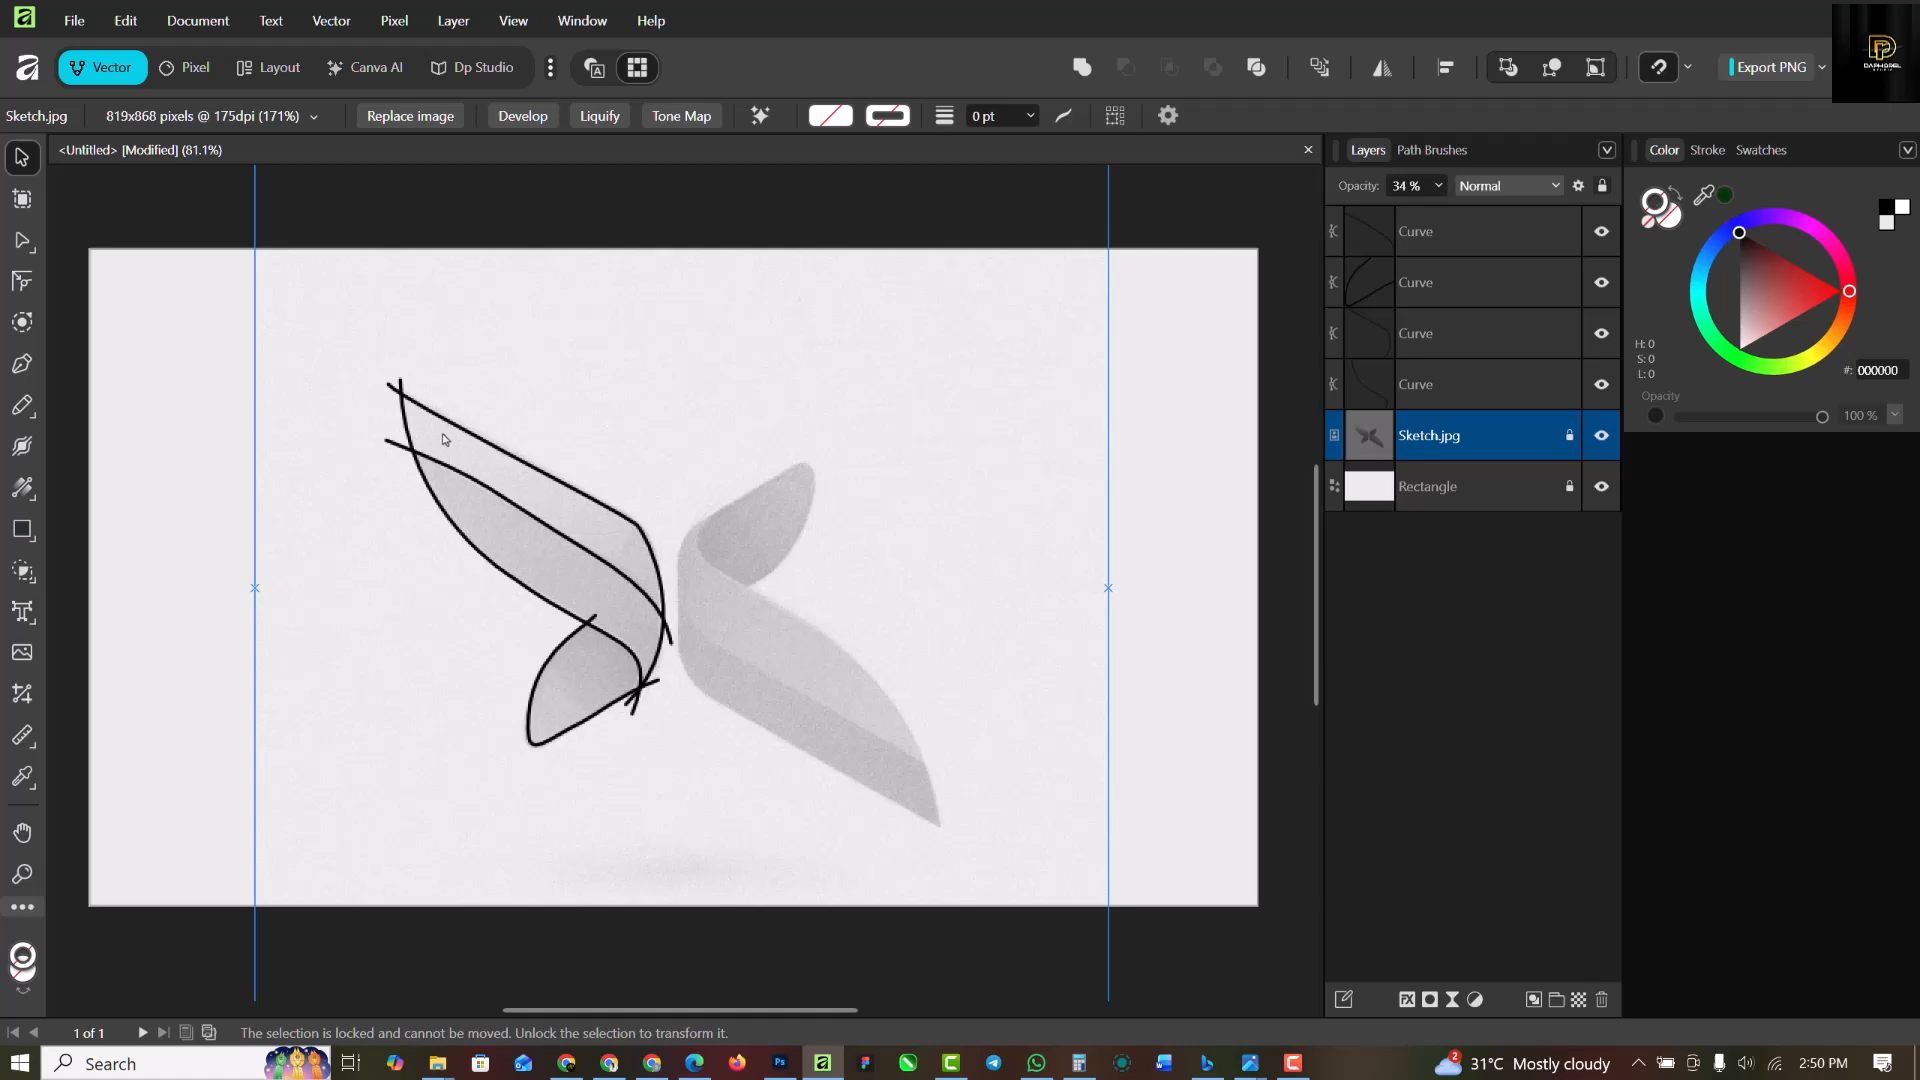 File Edit Document Text Vector Pixel Layer View Window Help
Vector Pixel Layout Canva AI Dp Studio Export PNG
DAPHOREL
Sketch.jpg 819x868 pixels @ 175dpi (171%) Replace image Develop Liquify Tone Map 0 pt
<Untitled> [Modified] (81.1%)
Layers Path Brushes
Color Stroke Swatches
Opacity: 34 % Normal
Curve
Curve
Curve
Curve
Sketch.jpg
Rectangle
H: 0
S: 0
L: 0
#: 000000
Opacity
100 %
1 of 1 The selection is locked and cannot be moved. Unlock the selection to transform it.
Search
2
31°C Mostly cloudy
2:50 PM